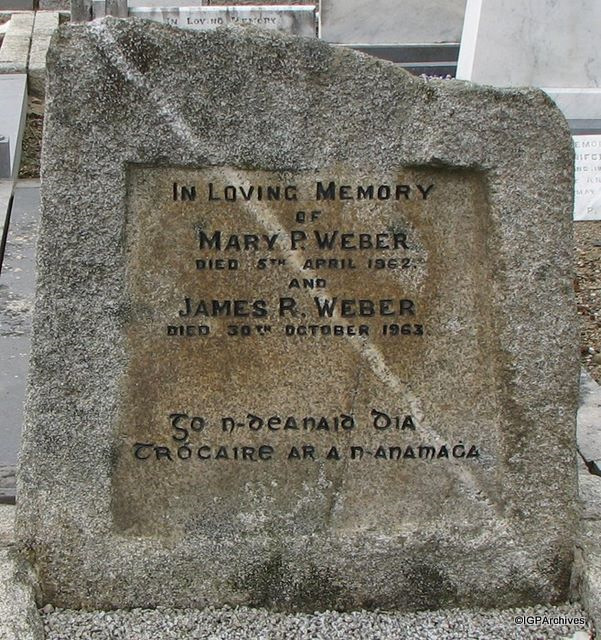 In Loving Memory
In Loving Memory
of
Mary P. Weber
died 5th April 1962.
and
James R. Weber
died 30th October 1963.
Go n-deanaid Dia
Trócaire ar a n-anamaċa
©IGPArchives